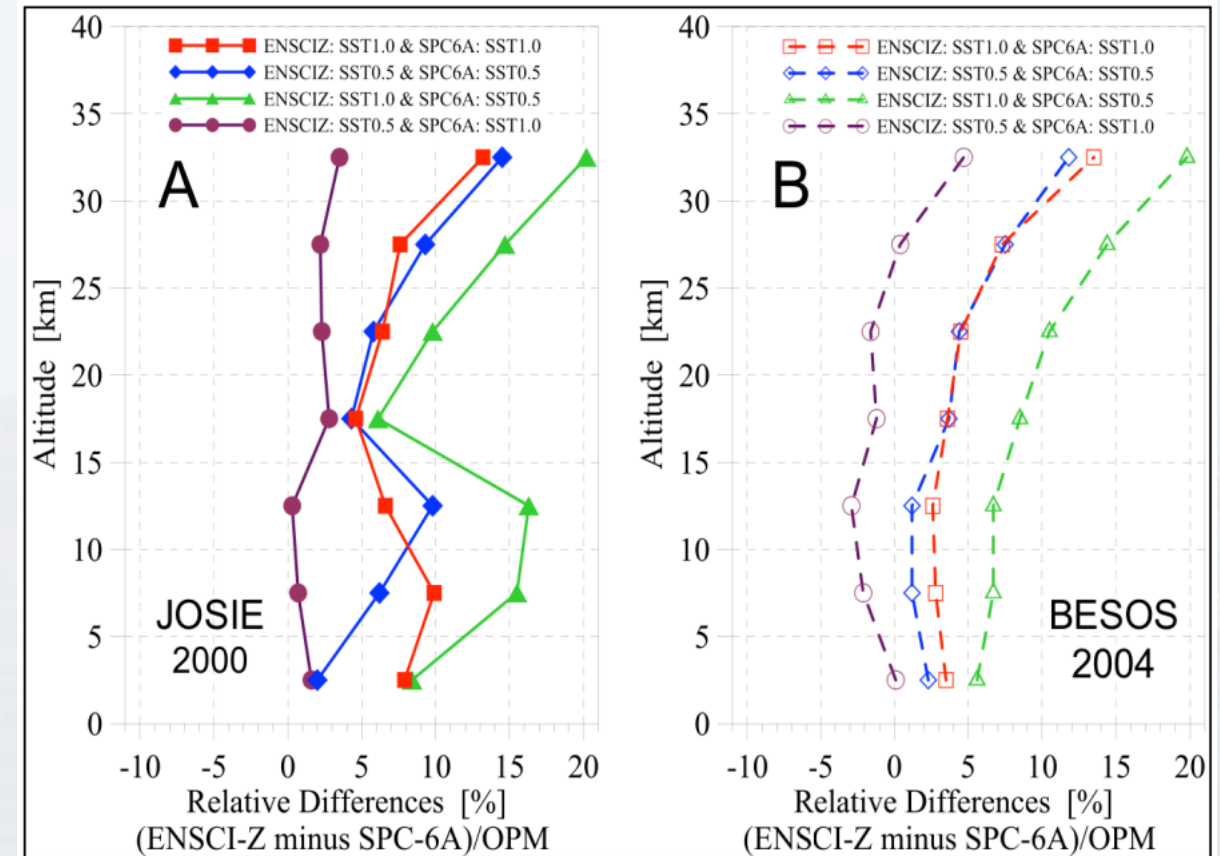 ENSCIZ: SST1.0 & SPC6A: SST1.0
ENSCIZ: SST0.5 & SPC6A: SST0.5
ENSCIZ: SST1.0 & SPC6A: SST0.5
ENSCIZ: SST0.5 & SPC6A: SST1.0
A
JOSIE
2000
40
35
30
25
20
15
10
5
0
Altitude [km]
-10 -5 0 5 10 15 20
Relative Differences [%]
(ENSCI-Z minus SPC-6A)/OPM
ENSCIZ: SST1.0 & SPC6A: SST1.0
ENSCIZ: SST0.5 & SPC6A: SST0.5
ENSCIZ: SST1.0 & SPC6A: SST0.5
ENSCIZ: SST0.5 & SPC6A: SST1.0
B
BESOS
2004
40
35
30
25
20
15
10
5
0
Altitude [km]
-10 -5 0 5 10 15 20
Relative Differences [%]
(ENSCI-Z minus SPC-6A)/OPM